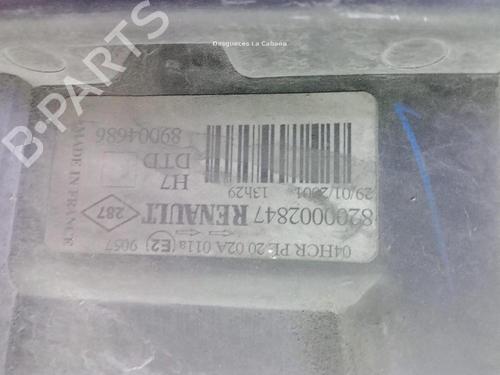 Desguaces La Cabaña
B-PARTS
04HCR PL 20 02A 011a (E2) 9057
8200002847 RENAULT 287
29/01/2001 13h29
H7
DTD
89004686
MADE IN FRANCE